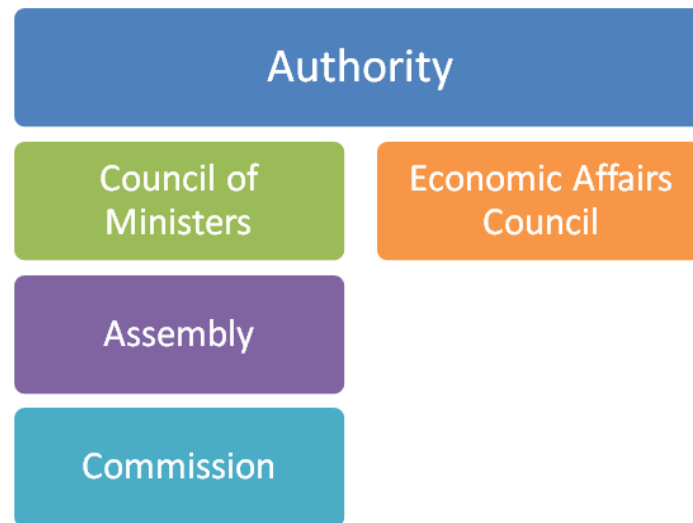 Authority
Council of
Ministers
Economic Affairs
Council
Assembly
Commission